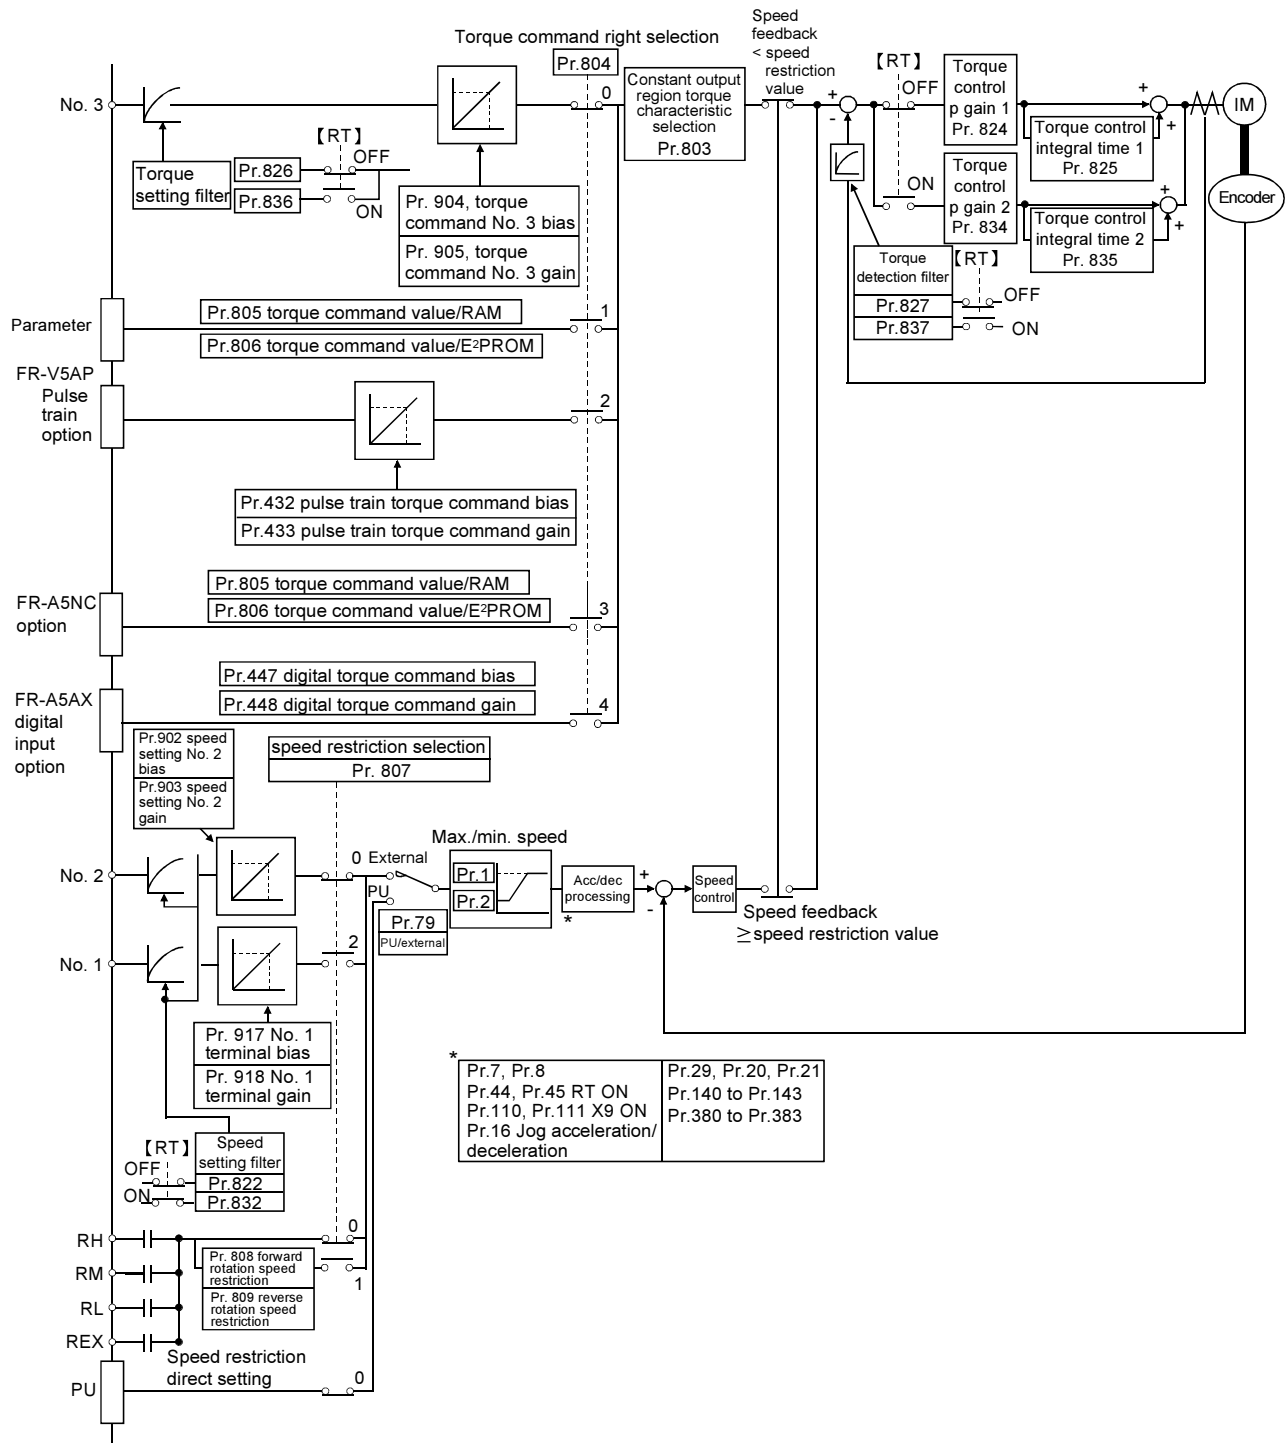 Torque command right selection
Pr.804
Speed
feedback
< speed
restriction
value
No. 3
0
Constant output
region torque
characteristic
selection
Pr.803
+
-
【RT】
OFF
ON
Torque
control
p gain 1
Pr. 824
+
+
Torque control
integral time 1
Pr. 825
IM
Encoder
Torque
control
p gain 2
Pr. 834
+
+
Torque control
integral time 2
Pr. 835
Torque
setting filter
【RT】
Pr.826
OFF
Pr.836
ON
Pr. 904, torque
command No. 3 bias
Pr. 905, torque
command No. 3 gain
Torque
detection filter
【RT】
Pr.827
OFF
Pr.837
ON
Parameter
Pr.805 torque command value/RAM
1
Pr.806 torque command value/E²PROM
FR-V5AP
Pulse
train
option
2
Pr.432 pulse train torque command bias
Pr.433 pulse train torque command gain
FR-A5NC
option
Pr.805 torque command value/RAM
Pr.806 torque command value/E²PROM
3
FR-A5AX
digital
input
option
Pr.447 digital torque command bias
Pr.448 digital torque command gain
4
Pr.902 speed
setting No. 2
bias
Pr.903 speed
setting No. 2
gain
speed restriction selection
Pr. 807
No. 2
0
External
PU
Pr.79
PU/external
Max./min. speed
Pr.1
Pr.2
Acc/dec
processing
*
+
-
Speed
control
Speed feedback
≥ speed restriction value
No. 1
2
Pr. 917 No. 1
terminal bias
Pr. 918 No. 1
terminal gain
*
Pr.7, Pr.8
Pr.44, Pr.45 RT ON
Pr.110, Pr.111 X9 ON
Pr.16 Jog acceleration/
deceleration
Pr.29, Pr.20, Pr.21
Pr.140 to Pr.143
Pr.380 to Pr.383
【RT】
OFF
ON
Speed
setting filter
Pr.822
Pr.832
RH
0
RM
Pr. 808 forward
rotation speed
restriction
1
RL
Pr. 809 reverse
rotation speed
restriction
REX
Speed restriction
direct setting
PU
0